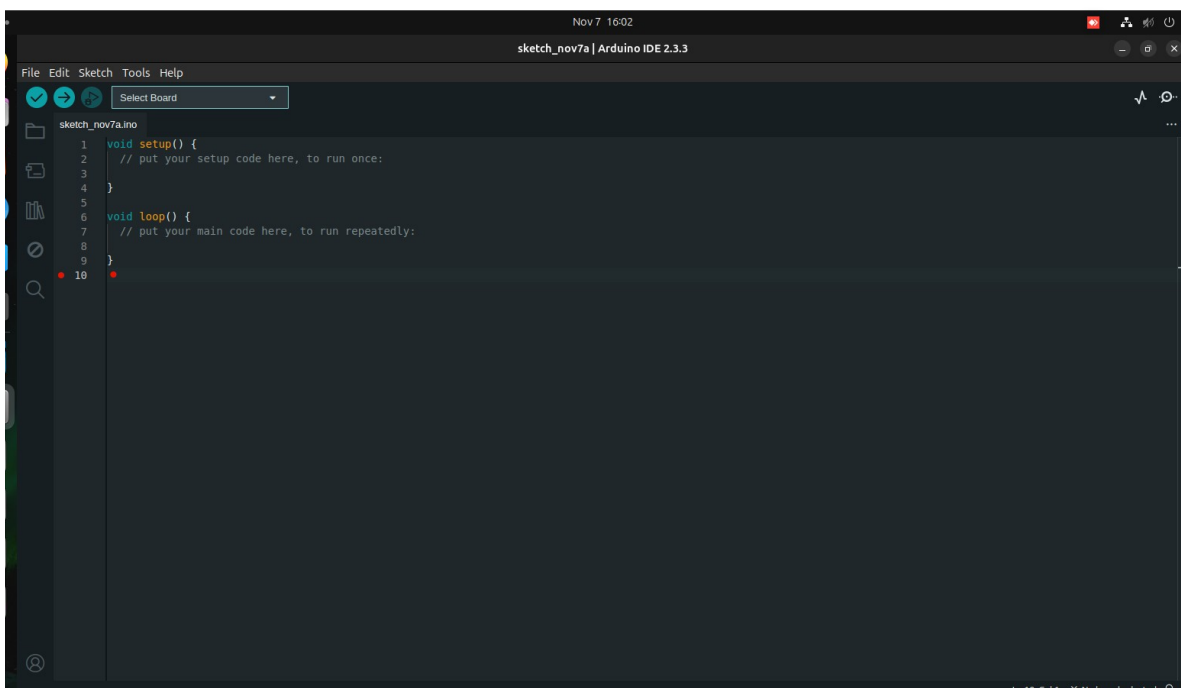 Nov 7 16:02
sketch_nov7a | Arduino IDE 2.3.3
File Edit Sketch Tools Help
Select Board
sketch_nov7a.ino
1 void setup() {
2 // put your setup code here, to run once:
3
4 }
5
6 void loop() {
7 // put your main code here, to run repeatedly:
8
9 }
10